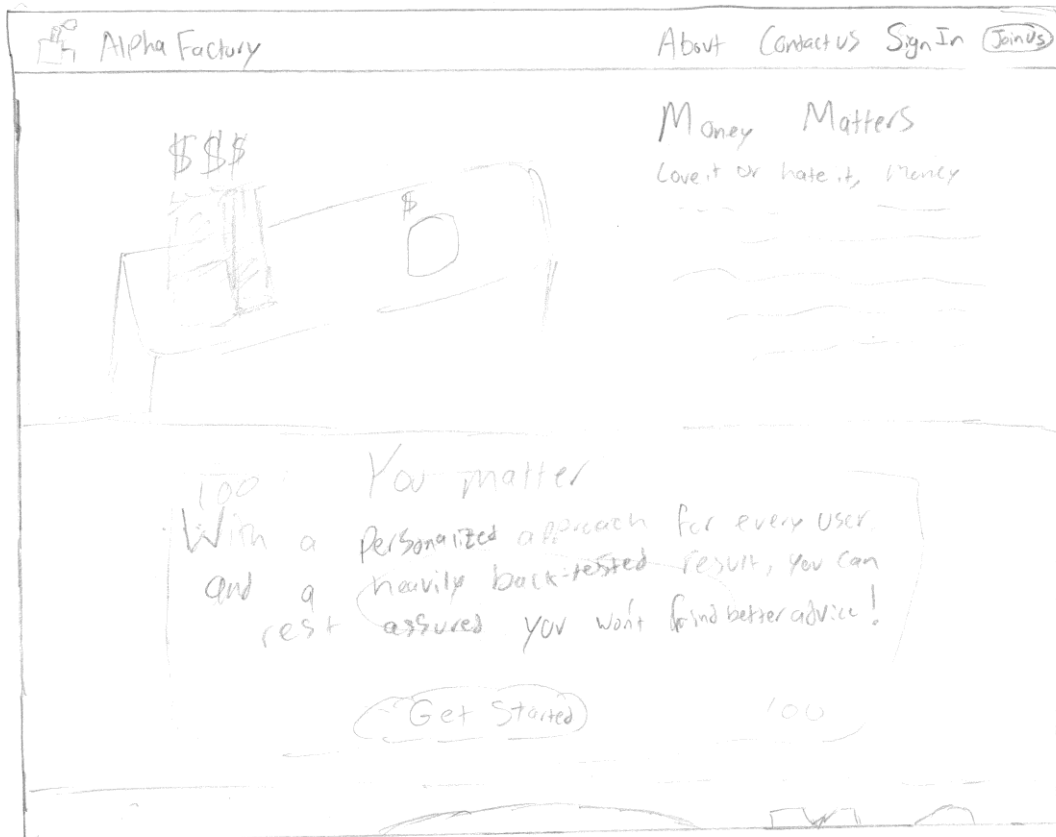 Alpha Factory
About Contact us Sign In Join Us
Money Matters
Love it or hate it, money
$$$
$
You matter
100
With a personalized approach for every user
and a heavily back-tested result, you can
rest assured you won't find better advice!
Get Started
100